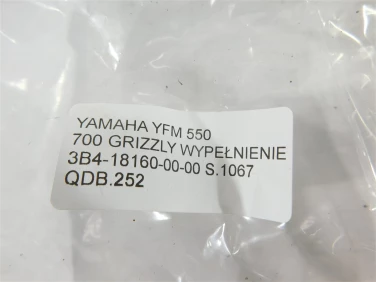 YAMAHA YFM 550
700 GRIZZLY WYPEŁNIENIE
3B4-18160-00-00 S.1067
QDB.252